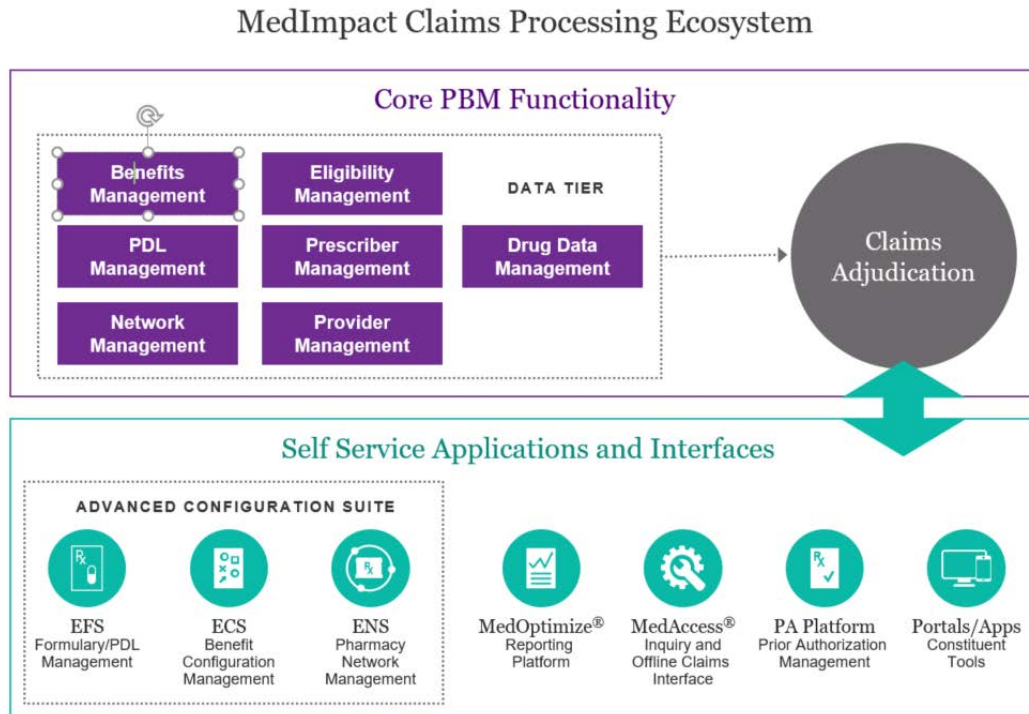 MedImpact Claims Processing Ecosystem
Core PBM Functionality
Benefits
Management
Eligibility
Management
DATA TIER
PDL
Management
Prescriber
Management
Drug Data
Management
Network
Management
Provider
Management
Claims
Adjudication
Self Service Applications and Interfaces
ADVANCED CONFIGURATION SUITE
Rx
EFS
Formulary/PDL
Management
ECS
Benefit
Configuration
Management
Rx
ENS
Pharmacy
Network
Management
MedOptimize®
Reporting
Platform
MedAccess®
Inquiry and
Offline Claims
Interface
Rx
PA Platform
Prior Authorization
Management
Portals/Apps
Constituent
Tools